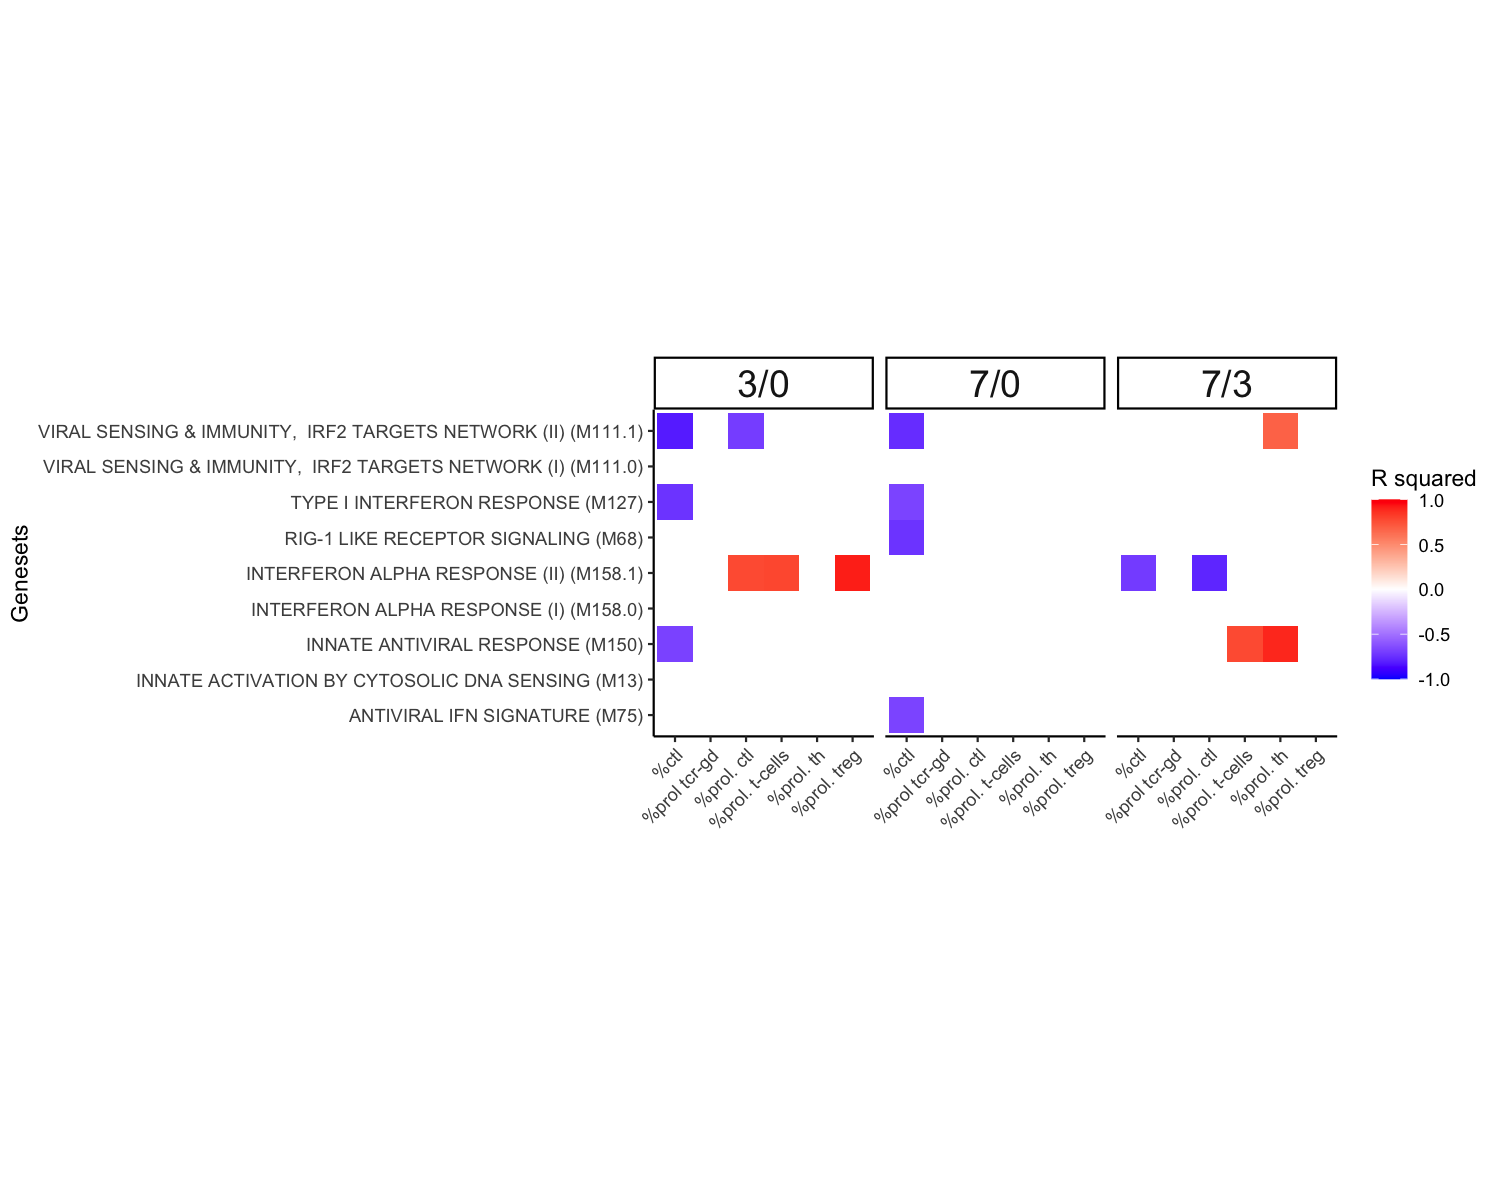 3/0
7/0
7/3
VIRAL SENSING & IMMUNITY,  IRF2 TARGETS NETWORK (II) (M111.1)
VIRAL SENSING & IMMUNITY,  IRF2 TARGETS NETWORK (I) (M111.0)
TYPE I INTERFERON RESPONSE (M127)
RIG-1 LIKE RECEPTOR SIGNALING (M68)
INTERFERON ALPHA RESPONSE (II) (M158.1)
INTERFERON ALPHA RESPONSE (I) (M158.0)
INNATE ANTIVIRAL RESPONSE (M150)
INNATE ACTIVATION BY CYTOSOLIC DNA SENSING (M13)
ANTIVIRAL IFN SIGNATURE (M75)
Genesets
%ctl
%prol tcr-gd
%prol. ctl
%prol. t-cells
%prol. th
%prol. treg
%ctl
%prol tcr-gd
%prol. ctl
%prol. t-cells
%prol. th
%prol. treg
%ctl
%prol tcr-gd
%prol. ctl
%prol. t-cells
%prol. th
%prol. treg
R squared
1.0
0.5
0.0
-0.5
-1.0